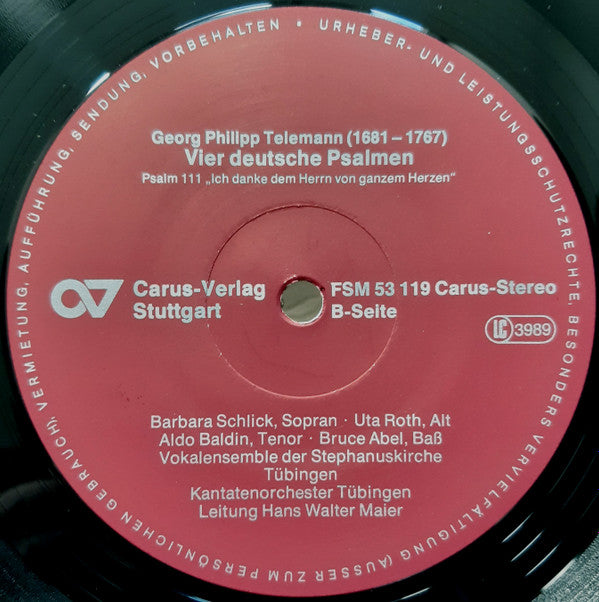 URHEBER- UND LEISTUNGSSCHUTZRECHTE, BESONDERS VERVIELFÄLTIGUNG (AUSSER ZUM PERSÖNLICHEN GEBRAUCH), VERMIETUNG, AUFFÜHRUNG, SENDUNG, VORBEHALTEN •
Georg Philipp Telemann (1681 – 1767)
Vier deutsche Psalmen
Psalm 111 „Ich danke dem Herrn von ganzem Herzen“
Carus-Verlag
Stuttgart
FSM 53 119 Carus-Stereo
B-Seite
LC 3989
Barbara Schlick, Sopran · Uta Roth, Alt
Aldo Baldin, Tenor · Bruce Abel, Baß
Vokalensemble der Stephanuskirche
Tübingen
Kantatenorchester Tübingen
Leitung Hans Walter Maier